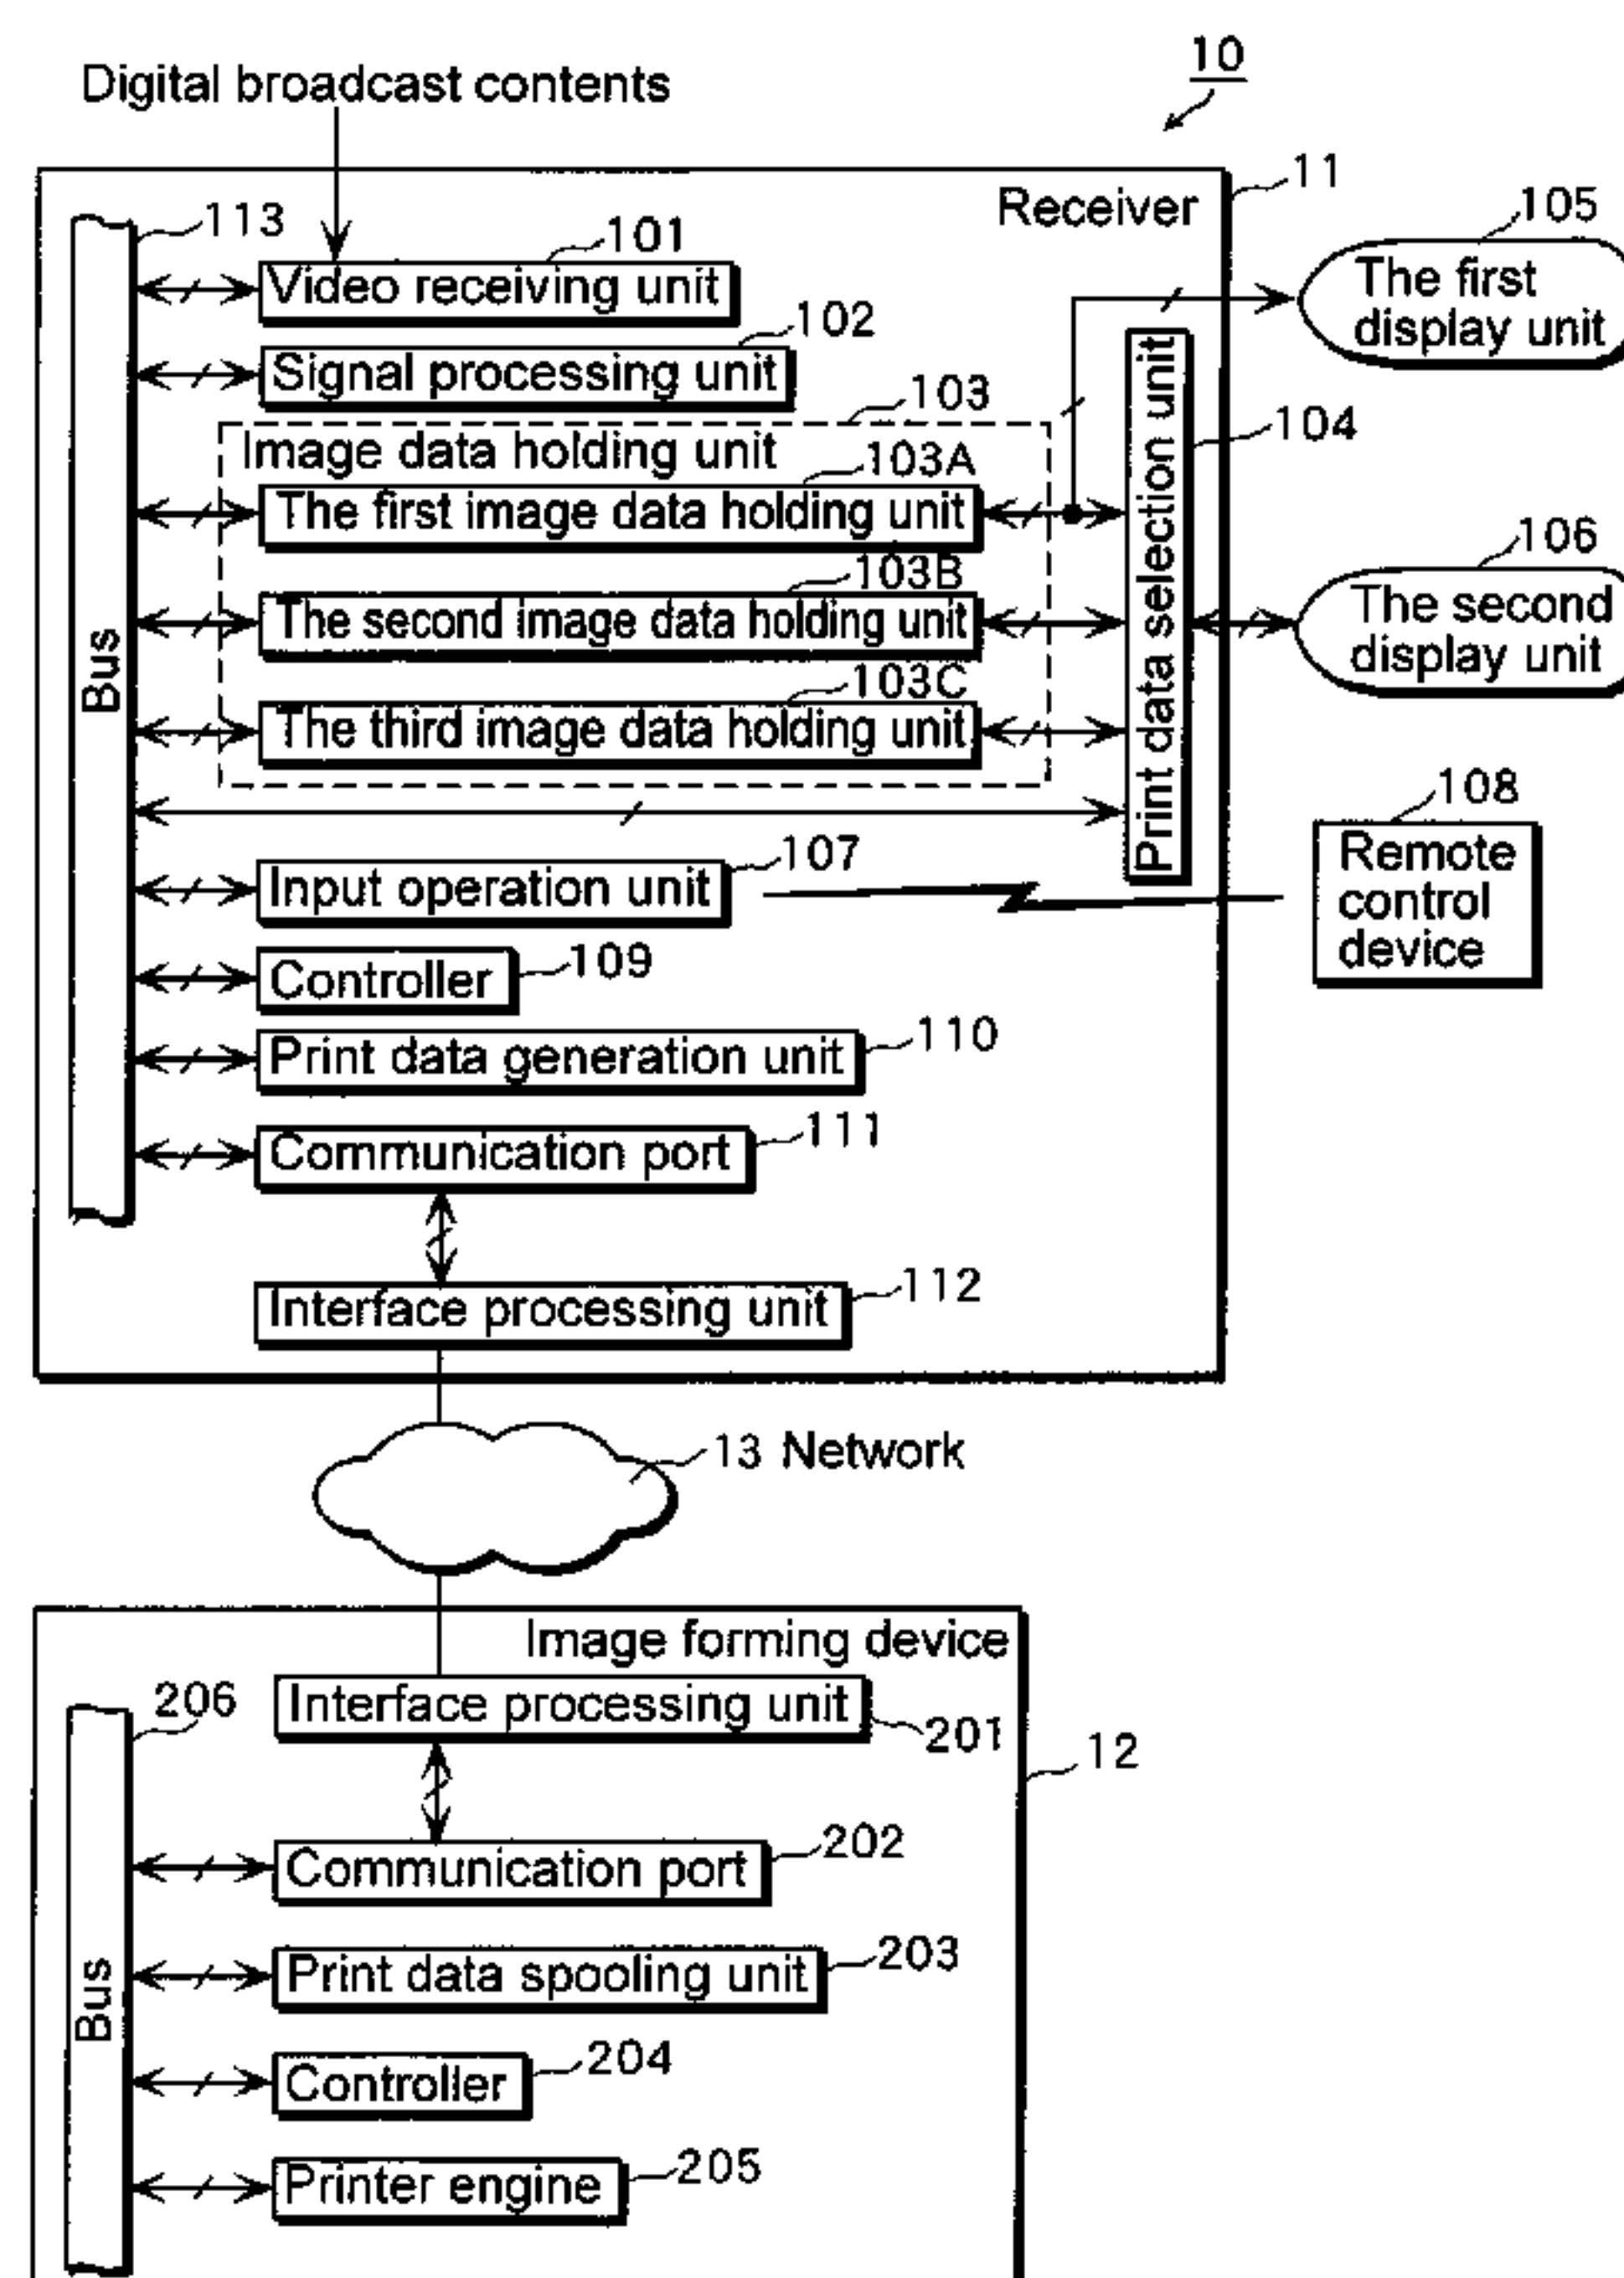 10
Digital broadcast contents
11
Receiver
105
113
101
The first
display unit
Video receiving unit
102
Signal processing unit
103
104
Image data holding unit
103A
The first image data holding unit
Print data selection unit
106
103B
The second image data holding unit
The second
display unit
Bus
103C
The third image data holding unit
108
Remote
control
device
107
Input operation unit
109
Controller
110
Print data generation unit
111
Communication port
112
Interface processing unit
13 Network
Image forming device
206
Interface processing unit
201
12
202
Communication port
203
Print data spooling unit
Bus
204
Controller
205
Printer engine